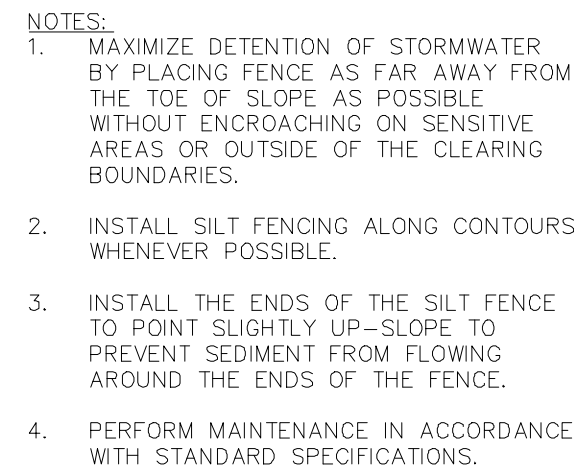 NOTES:
1. MAXIMIZE DETENTION OF STORMWATER
BY PLACING FENCE AS FAR AWAY FROM
THE TOE OF SLOPE AS POSSIBLE
WITHOUT ENCROACHING ON SENSITIVE
AREAS OR OUTSIDE OF THE CLEARING
BOUNDARIES.
2. INSTALL SILT FENCING ALONG CONTOURS
WHENEVER POSSIBLE.
3. INSTALL THE ENDS OF THE SILT FENCE
TO POINT SLIGHTLY UP–SLOPE TO
PREVENT SEDIMENT FROM FLOWING
AROUND THE ENDS OF THE FENCE.
4. PERFORM MAINTENANCE IN ACCORDANCE
WITH STANDARD SPECIFICATIONS.